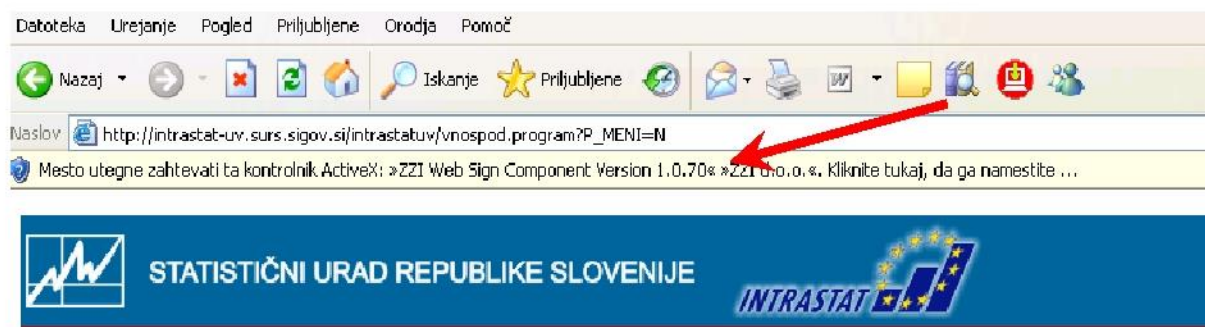 Datoteka Urejanje Pogled Priljubljene Orodja Pomoč
Nazaj Iskanje Priljubljene W
Naslov http://intrastat-uv.surs.sigov.si/intrastatuv/vnospod.program?P_MENI=N
Mesto utegne zahtevati ta kontrolnik ActiveX: »ZZI Web Sign Component Version 1.0.70« »ZZI d.o.o.«. Kliknite tukaj, da ga namestite ...
STATISTIČNI URAD REPUBLIKE SLOVENIJE
INTRASTAT